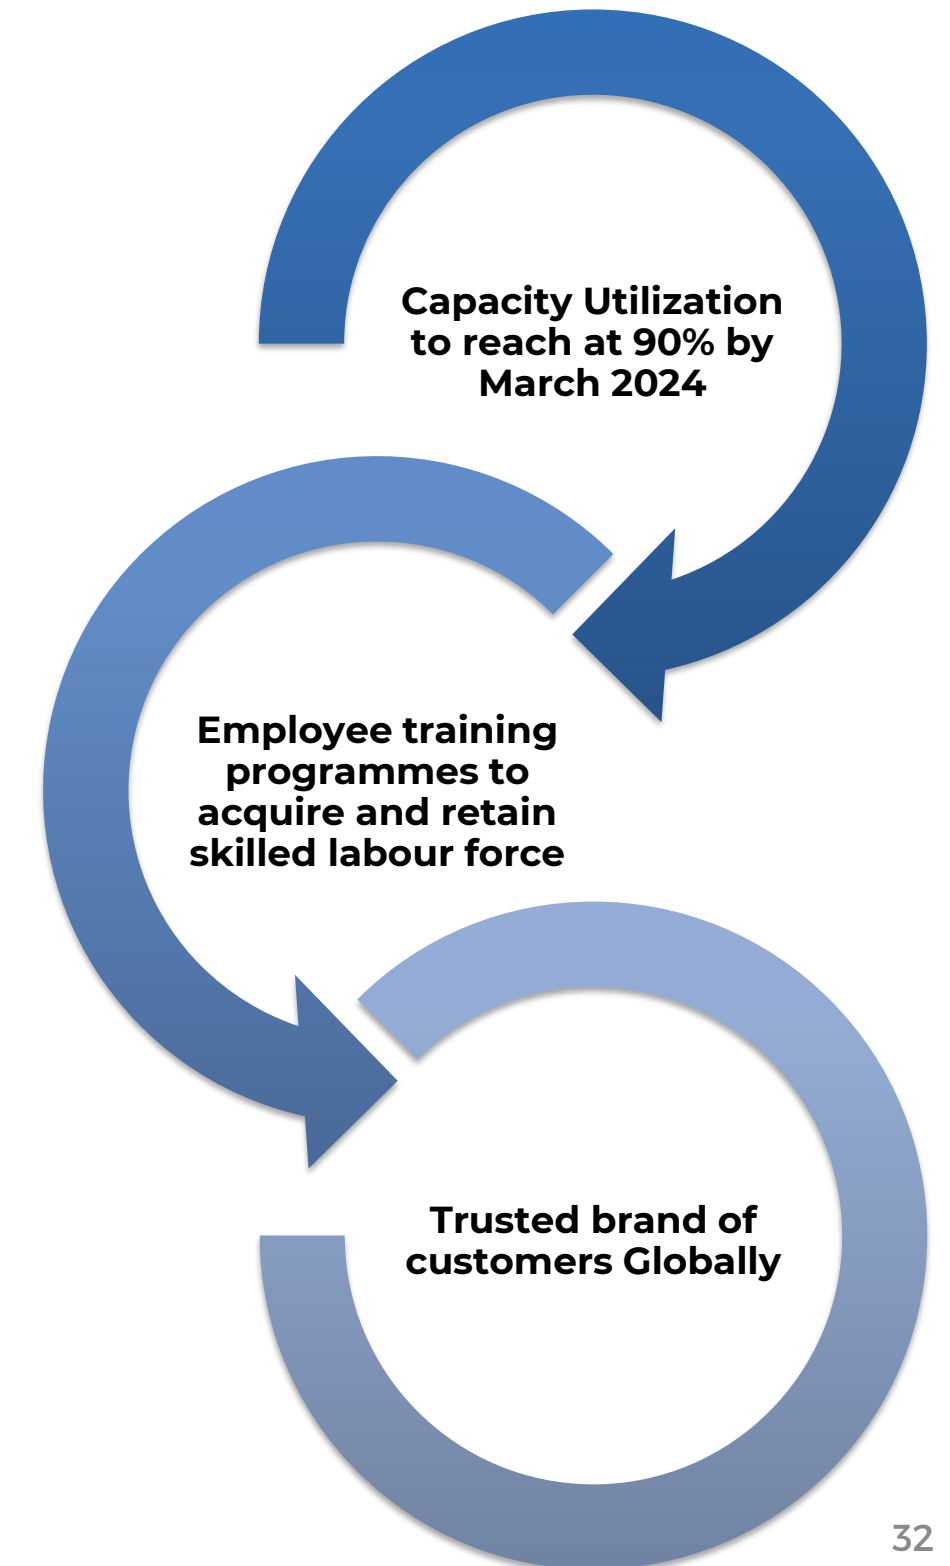 Capacity Utilization
to reach at 90% by
March 2024
Employee training
programmes to
acquire and retain
skilled labour force
Trusted brand of
customers Globally
32